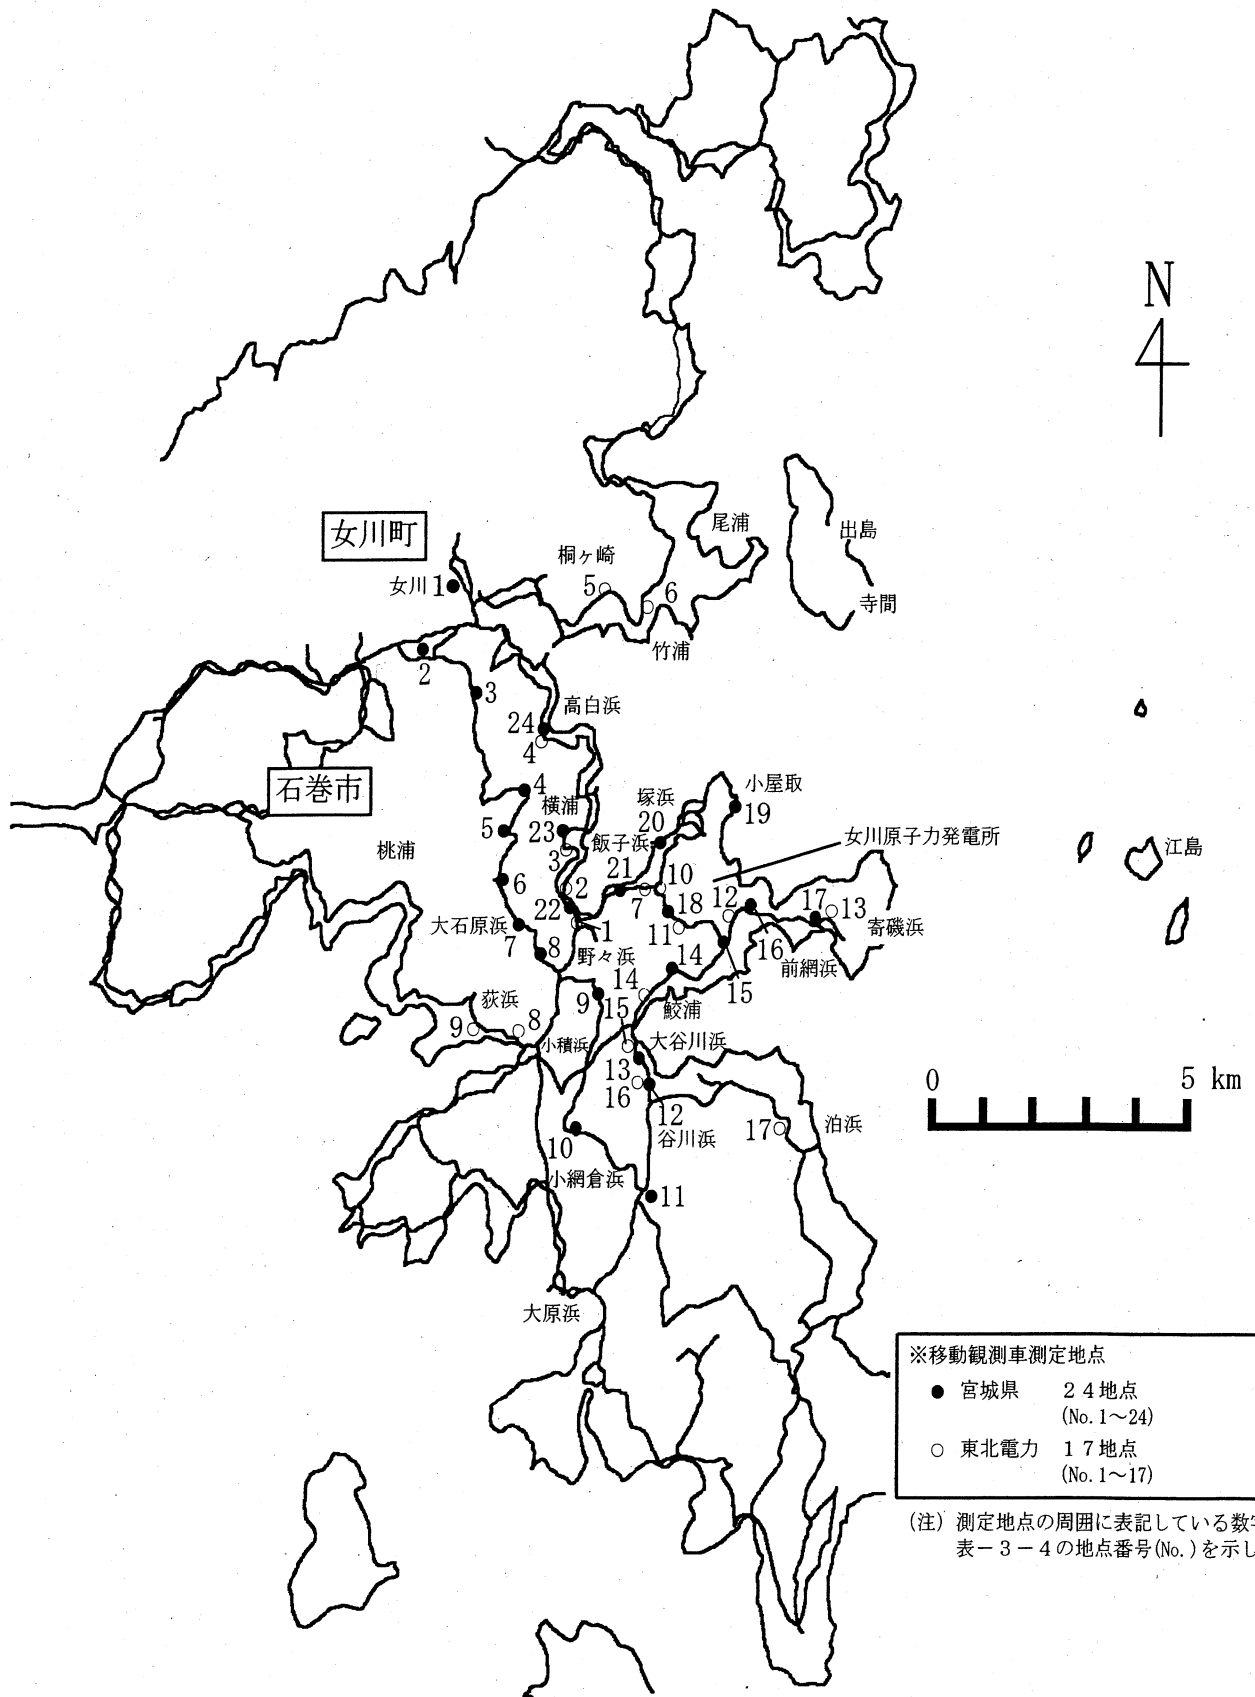 N
女川町
尾浦
出島
桐ヶ崎
女川 1
5
6
寺間
竹浦
2
3
高白浜
24
4
石巻市
4
横浦
塚浜
小屋取
19
5
23
20
飯子浜
女川原子力発電所
3
桃浦
江島
6
21
2
7
10
12
17
13
22
18
大石原浜
1
11
寄磯浜
7
8
野々浜
16
前網浜
14
15
9
14
荻浜
15
鮫浦
9
8
小積浜
大谷川浜
0 5 km
13
16
12
17
泊浜
谷川浜
10
小網倉浜
11
大原浜
※移動観測車測定地点
● 宮城県 24地点
(No.1～24)
○ 東北電力 17地点
(No.1～17)
(注) 測定地点の周囲に表記している数字
表－3－4の地点番号(No.)を示し